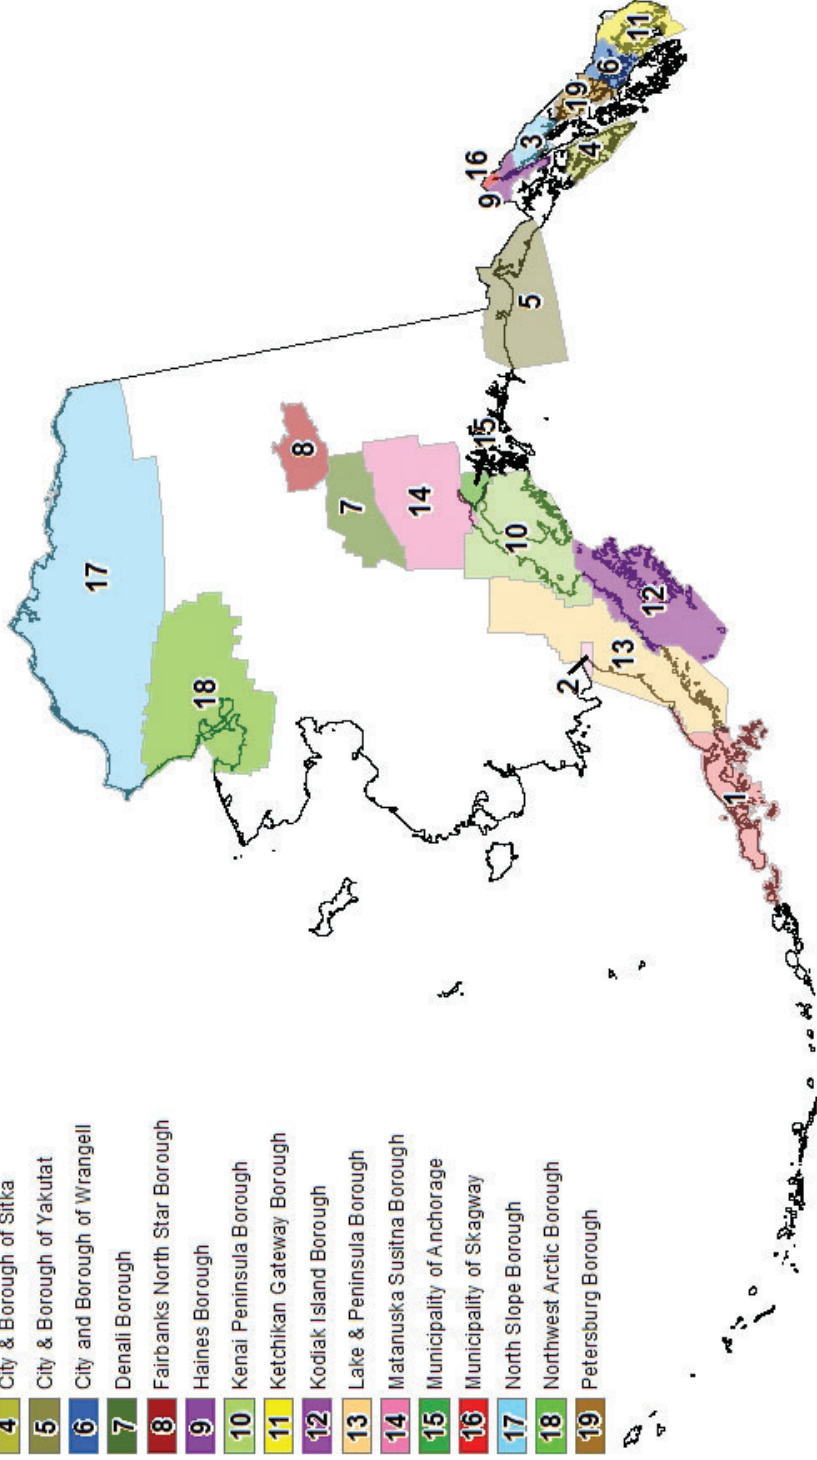 4 City & Borough of Sitka
5 City & Borough of Yakutat
6 City and Borough of Wrangell
7 Denali Borough
8 Fairbanks North Star Borough
9 Haines Borough
10 Kenai Peninsula Borough
11 Ketchikan Gateway Borough
12 Kodiak Island Borough
13 Lake & Peninsula Borough
14 Matanuska Susitna Borough
15 Municipality of Anchorage
16 Municipality of Skagway
17 North Slope Borough
18 Northwest Arctic Borough
19 Petersburg Borough
17
18
8
7
14
15
10
2
13
12
1
5
9
16
3
4
19
6
11